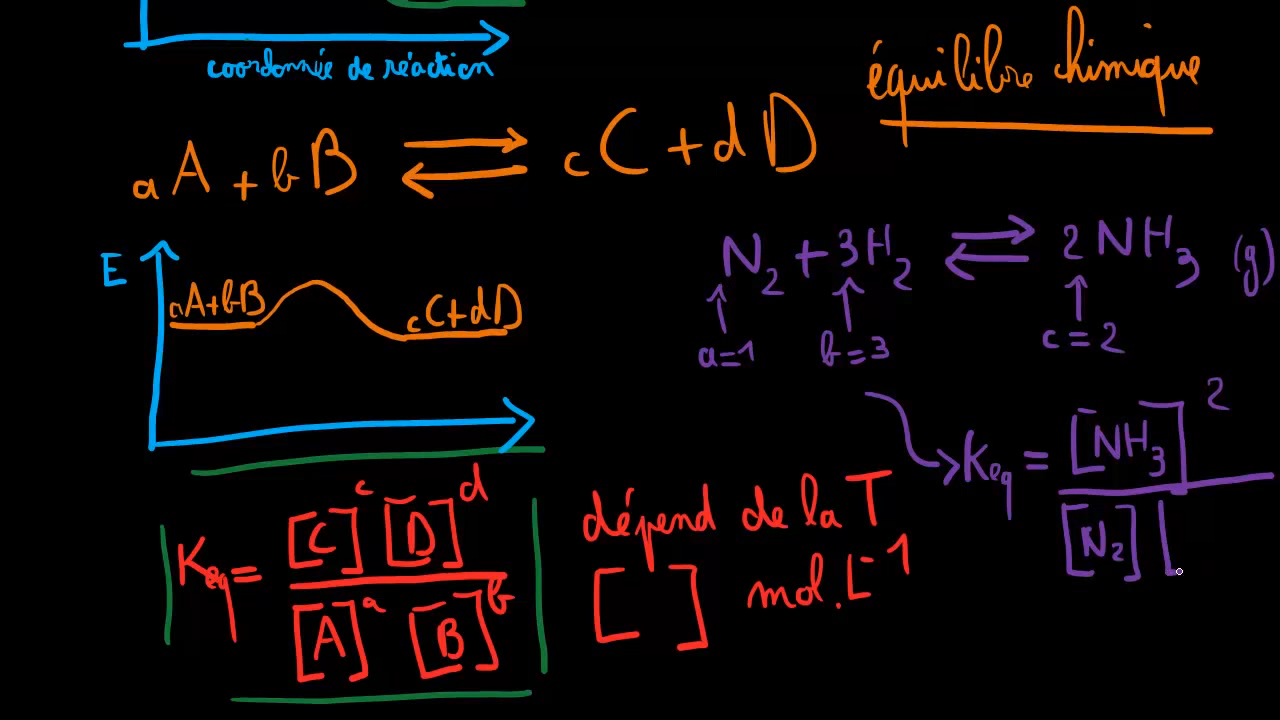 coordonnée de réaction
équilibre chimique
aA + bB ⇌ cC + dD
N₂ + 3H₂ ⇌ 2NH₃ (g)
a=1 b=3 c=2
E
aA+bB
cC+dD
Keq = [C]ᶜ [D]ᵈ / [A]ᵃ [B]ᵇ
dépend de la T
[ ] mol.L⁻¹
Keq = [NH₃]² / [N₂] [